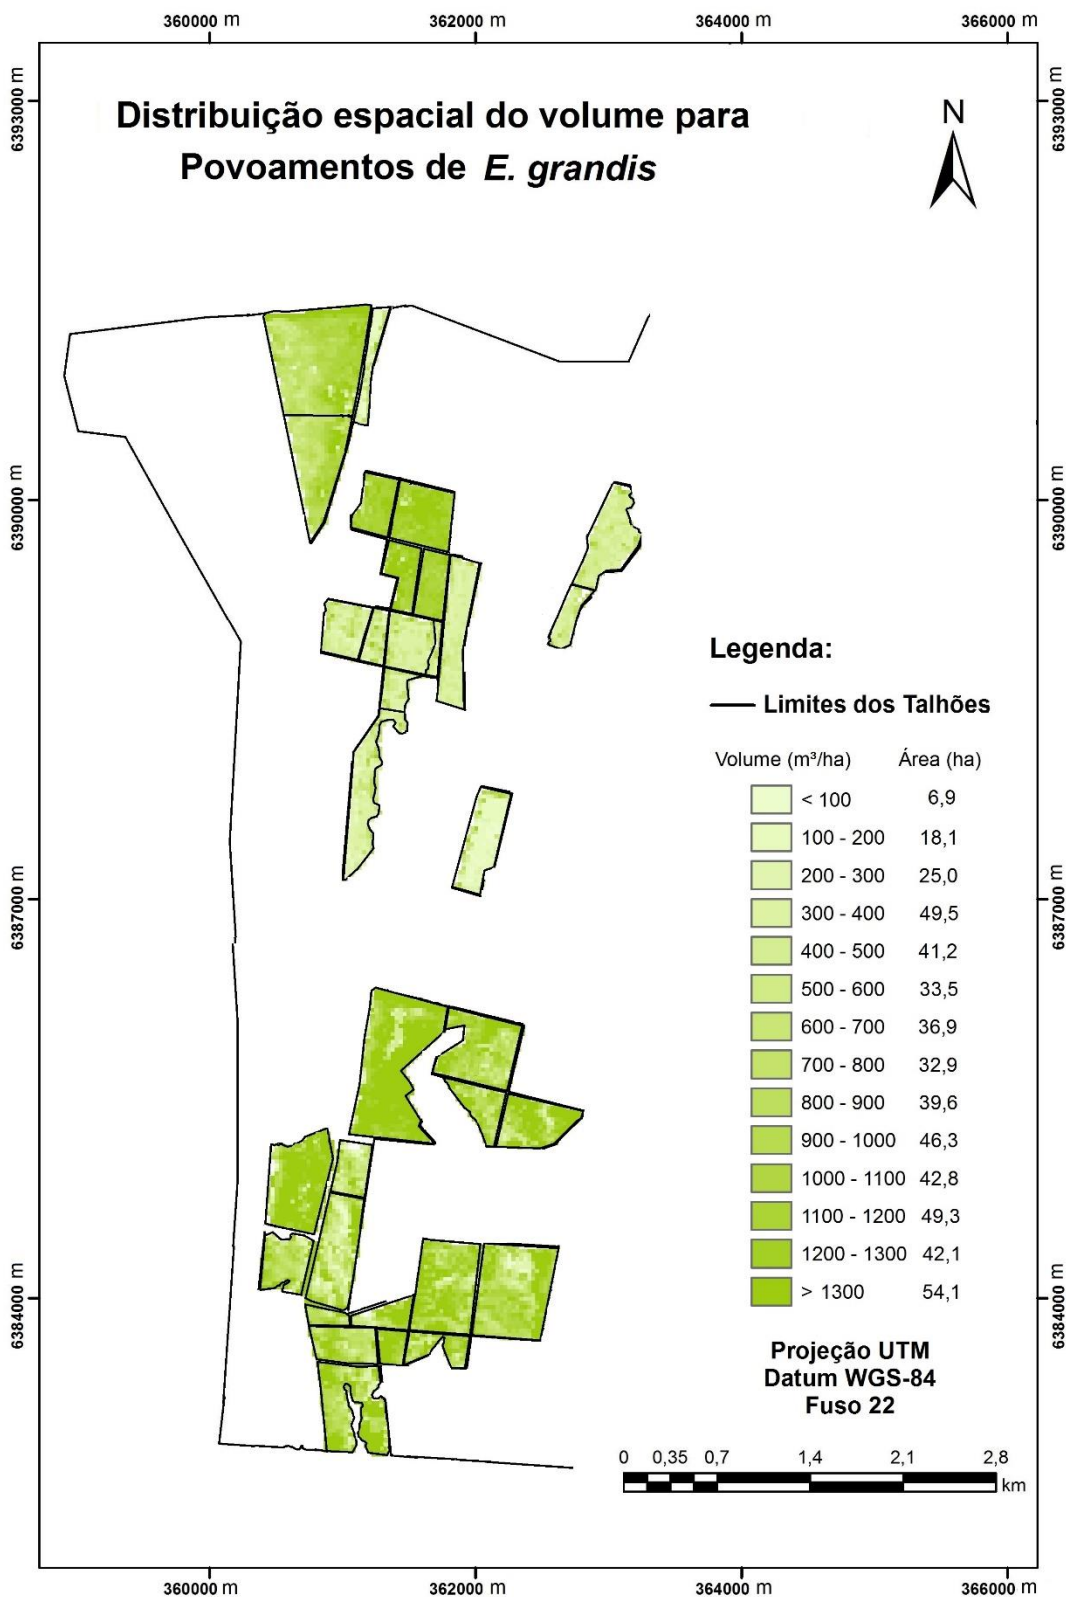 360000 m 362000 m 364000 m 366000 m
6393000 m 6393000 m
Distribuição espacial do volume para
Povoamentos de E. grandis
N
6390000 m 6390000 m
Legenda:
Limites dos Talhões
Volume (m³/ha) Área (ha)
< 100 6,9
100 - 200 18,1
200 - 300 25,0
300 - 400 49,5
400 - 500 41,2
500 - 600 33,5
600 - 700 36,9
700 - 800 32,9
800 - 900 39,6
900 - 1000 46,3
1000 - 1100 42,8
1100 - 1200 49,3
1200 - 1300 42,1
> 1300 54,1
6387000 m 6387000 m
6384000 m 6384000 m
Projeção UTM
Datum WGS-84
Fuso 22
0 0,35 0,7 1,4 2,1 2,8
km
360000 m 362000 m 364000 m 366000 m